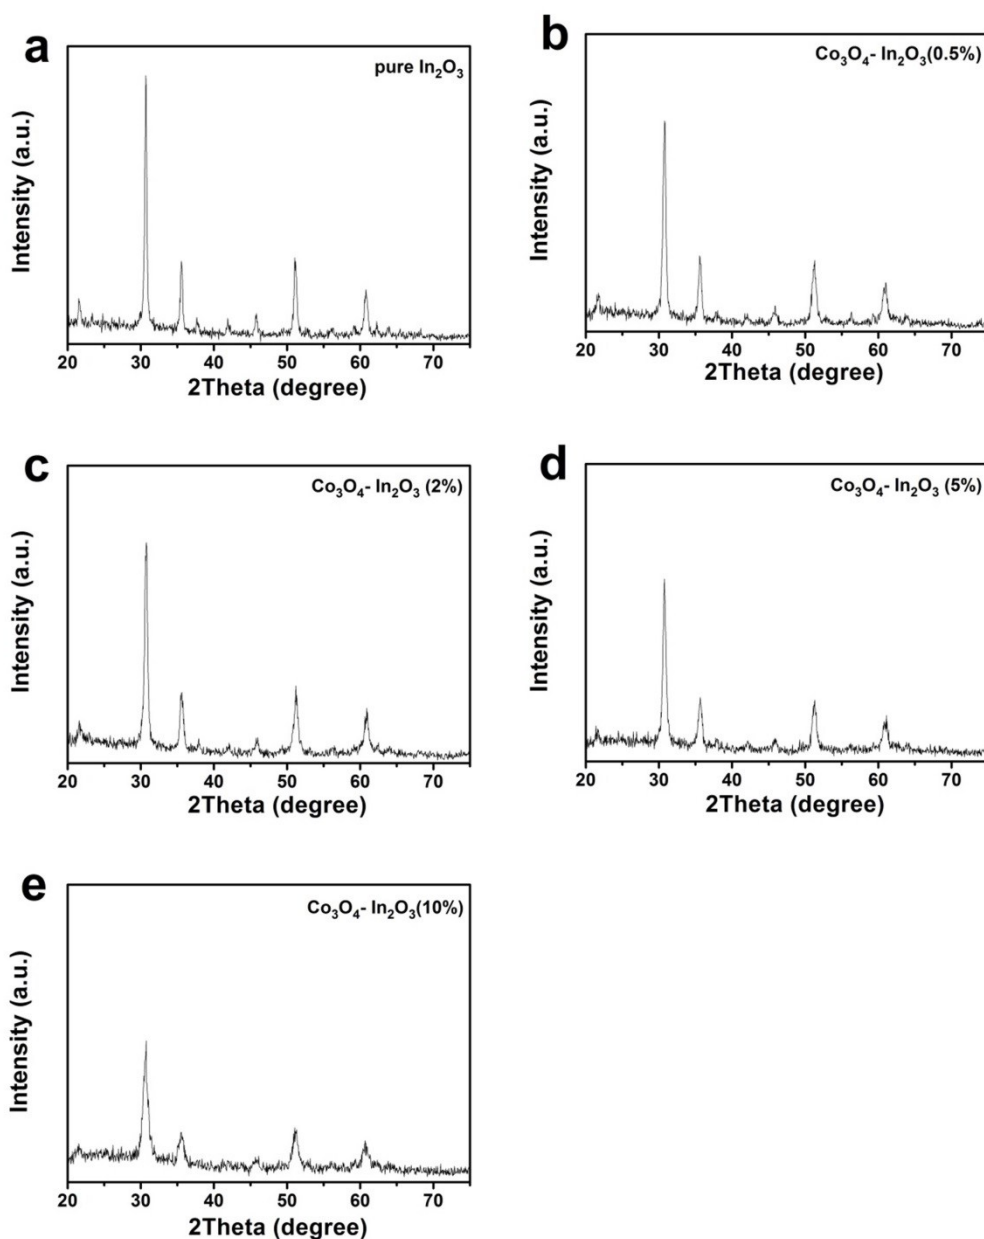 a
pure In₂O₃
Intensity (a.u.)
20 30 40 50 60 70
2Theta (degree)
b
Co₃O₄- In₂O₃(0.5%)
Intensity (a.u.)
20 30 40 50 60 70
2Theta (degree)
c
Co₃O₄- In₂O₃ (2%)
Intensity (a.u.)
20 30 40 50 60 70
2Theta (degree)
d
Co₃O₄- In₂O₃ (5%)
Intensity (a.u.)
20 30 40 50 60 70
2Theta (degree)
e
Co₃O₄- In₂O₃(10%)
Intensity (a.u.)
20 30 40 50 60 70
2Theta (degree)